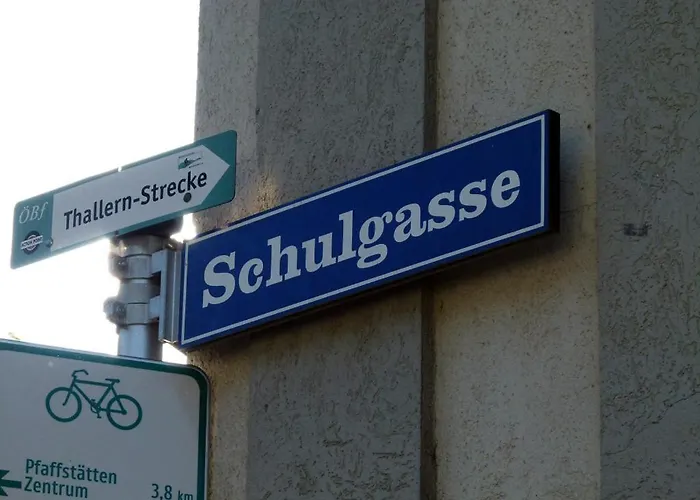 ÖBf
Thallern-Strecke
Schulgasse
Pfaffstätten
Zentrum
3,8 km